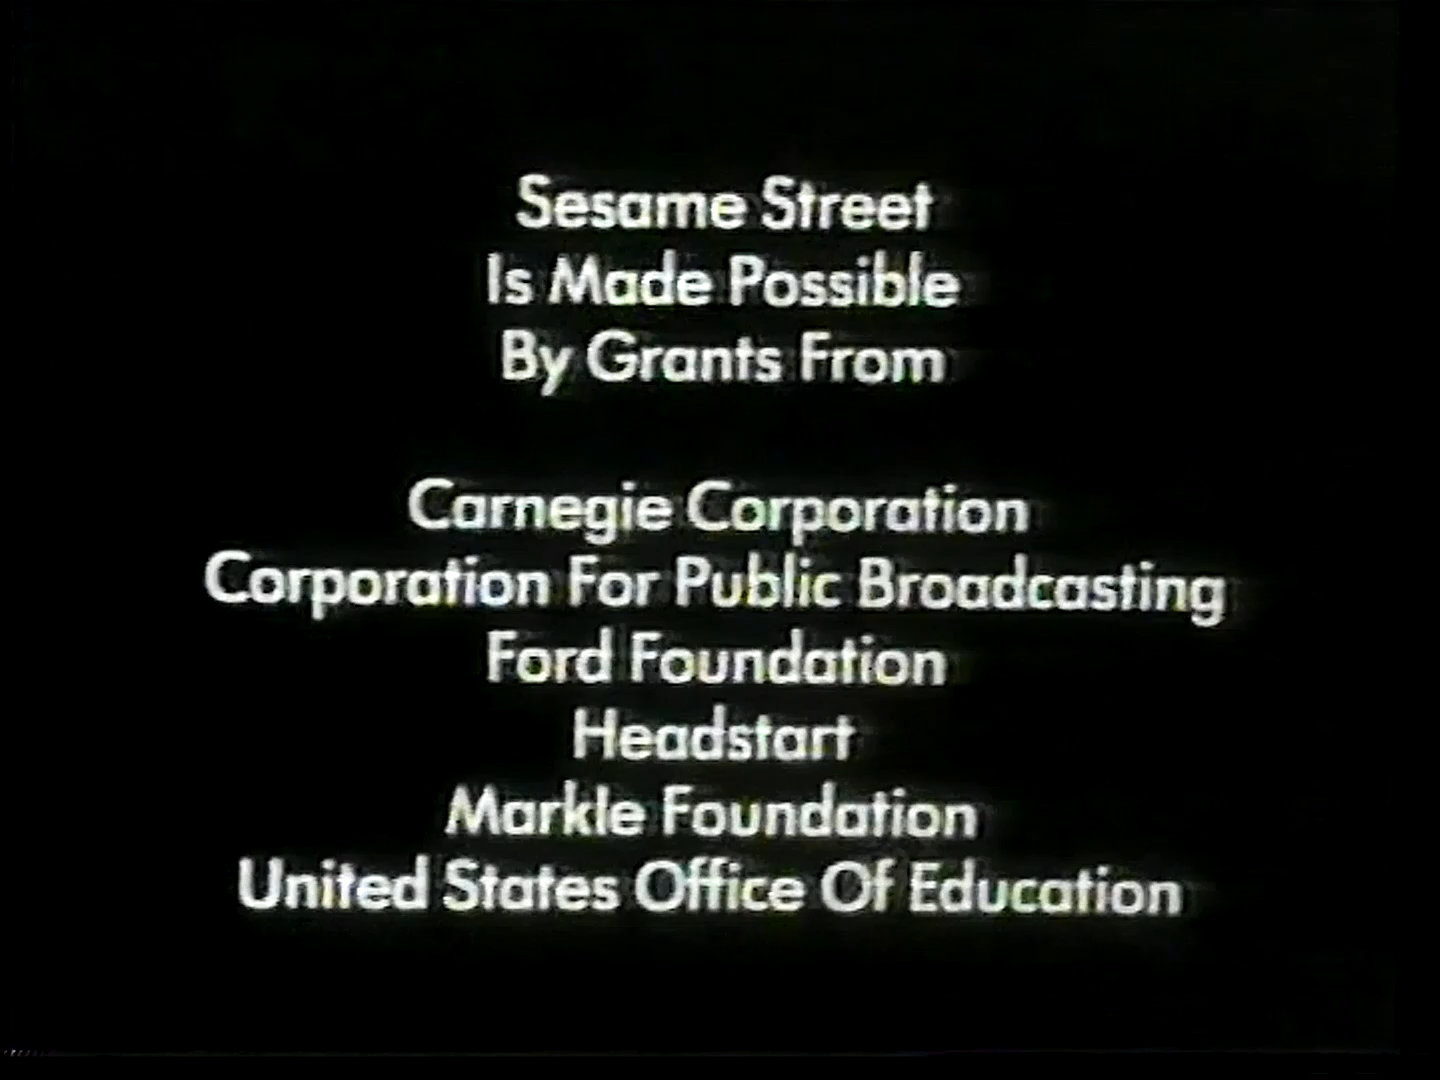 Sesame Street
Is Made Possible
By Grants From
Carnegie Corporation
Corporation For Public Broadcasting
Ford Foundation
Headstart
Markle Foundation
United States Office Of Education